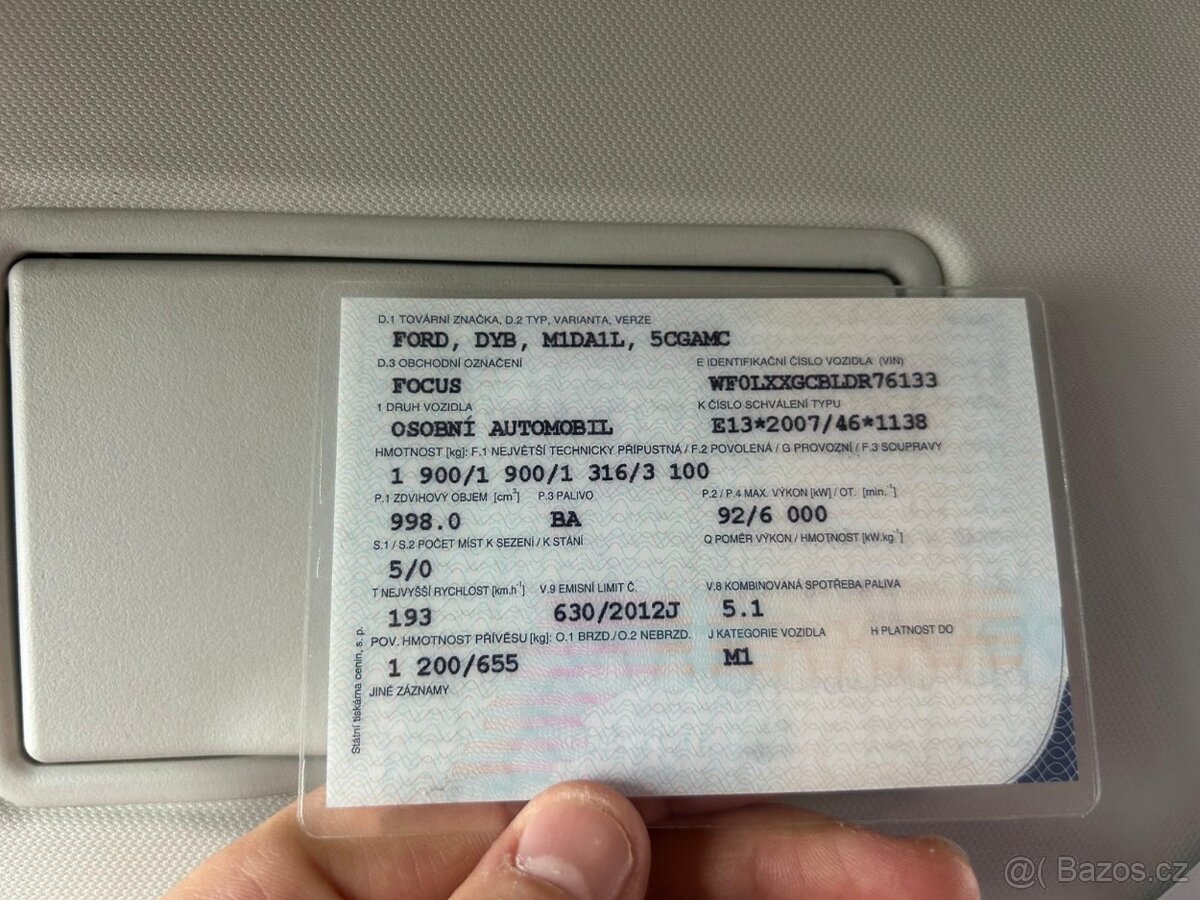 D.1 TOVÁRNÍ ZNAČKA, D.2 TYP, VARIANTA, VERZE
FORD, DYB, M1DA1L, 5CGAMC
D.3 OBCHODNÍ OZNAČENÍ E IDENTIFIKAČNÍ ČÍSLO VOZIDLA (VIN)
FOCUS WF0LXXGCBLDR76133
1 DRUH VOZIDLA K ČÍSLO SCHVÁLENÍ TYPU
OSOBNÍ AUTOMOBIL E13*2007/46*1138
HMOTNOST [kg]: F.1 NEJVĚTŠÍ TECHNICKY PŘÍPUSTNÁ / F.2 POVOLENÁ / G PROVOZNÍ / F.3 SOUPRAVY
1 900/1 900/1 316/3 100
P.1 ZDVIHOVÝ OBJEM [cm³] P.3 PALIVO P.2 / P.4 MAX. VÝKON [kW] / OT. [min.⁻¹]
998.0 BA 92/6 000
S.1 / S.2 POČET MÍST K SEZENÍ / K STÁNÍ Q POMĚR VÝKON / HMOTNOST [kW.kg⁻¹]
5/0
T NEJVYŠŠÍ RYCHLOST [km.h⁻¹] V.9 EMISNÍ LIMIT Č. V.8 KOMBINOVANÁ SPOTŘEBA PALIVA
193 630/2012J 5.1
POV. HMOTNOST PŘÍVĚSU [kg]: O.1 BRZD./O.2 NEBRZD. J KATEGORIE VOZIDLA H PLATNOST DO
1 200/655 M1
JINÉ ZÁZNAMY
Státní tiskárna cenin, s. p.
@( Bazos.cz